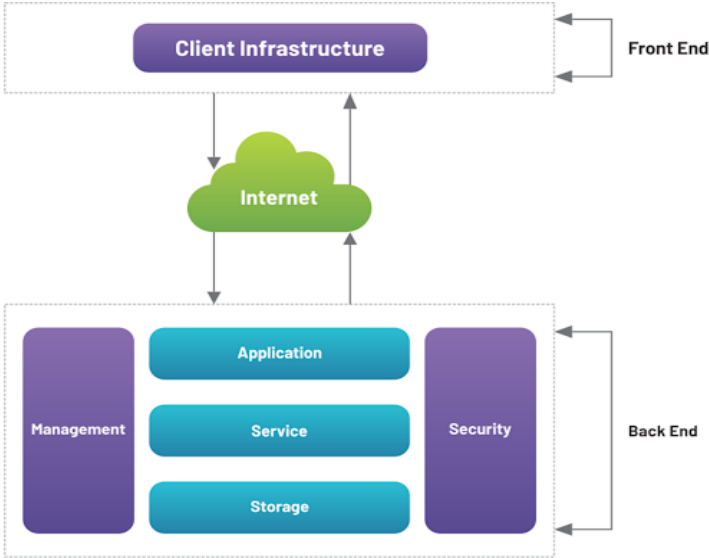 Client Infrastructure
Front End
Internet
Application
Management
Service
Security
Back End
Storage